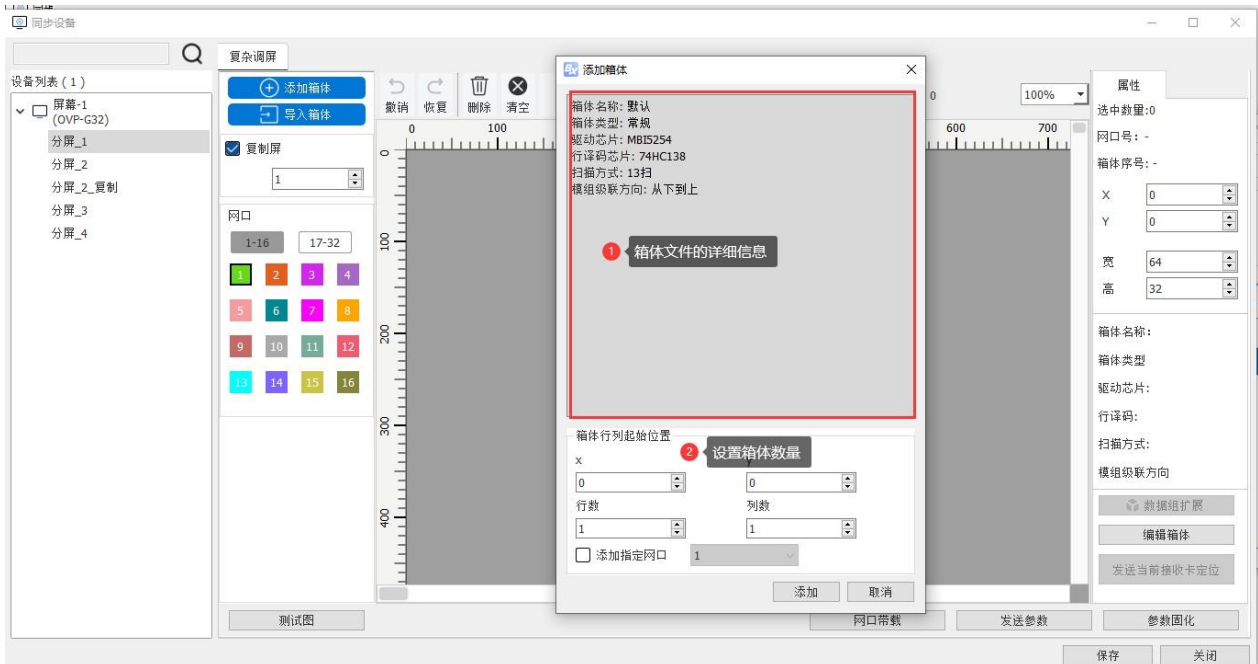 同步设备
复杂调屏
设备列表(1)
屏幕-1
(OVP-G32)
分屏_1
分屏_2
分屏_2_复制
分屏_3
分屏_4
添加箱体
导入箱体
复制屏
1
网口
1-16 17-32
1 2 3 4
5 6 7 8
9 10 11 12
13 14 15 16
测试图
撤销 恢复 删除 清空
0 100
600 700
0
100
200
300
400
0
100%
添加箱体
箱体名称: 默认
箱体类型: 常规
驱动芯片: MBI5254
行译码芯片: 74HC138
扫描方式: 13扫
模组级联方向: 从下到上
1 箱体文件的详细信息
箱体行列起始位置
2 设置箱体数量
x
0 0
行数 列数
1 1
添加指定网口 1
添加 取消
网口带载 发送参数 参数固化
属性
选中数量:0
网口号: -
箱体序号: -
X 0
Y 0
宽 64
高 32
箱体名称:
箱体类型
驱动芯片:
行译码:
扫描方式:
模组级联方向
数据组扩展
编辑箱体
发送当前接收卡定位
保存 关闭